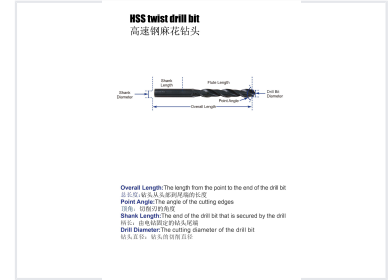 HSS twist drill bit
高速钢麻花钻头
Shank
Length
Flute Length
Shank
Diameter
Drill Bit
Diameter
Point Angle
Overall Length
Overall Length:The length from the point to the end of the drill bit
总长度:钻头从头部到尾端的长度
Point Angle:The angle of the cutting edges
顶角: 切削刃的角度
Shank Length:The end of the drill bit that is secured by the drill
柄长: 由电钻固定的钻头尾端
Drill Diameter:The cutting diameter of the drill bit
钻头直径: 钻头的切削直径